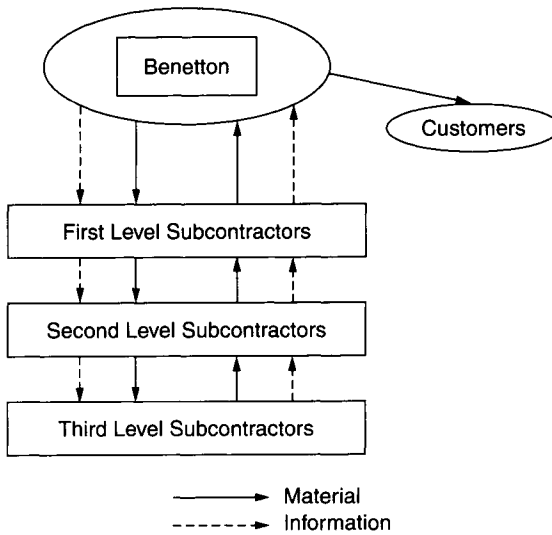 Benetton
Customers
First Level Subcontractors
Second Level Subcontractors
Third Level Subcontractors
Material
Information